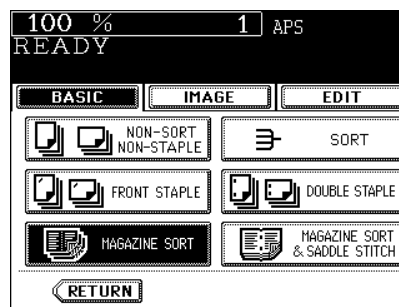 100 % 1 APS
READY
BASIC IMAGE EDIT
NON-SORT
NON-STAPLE
SORT
FRONT STAPLE
DOUBLE STAPLE
MAGAZINE SORT
MAGAZINE SORT
& SADDLE STITCH
RETURN